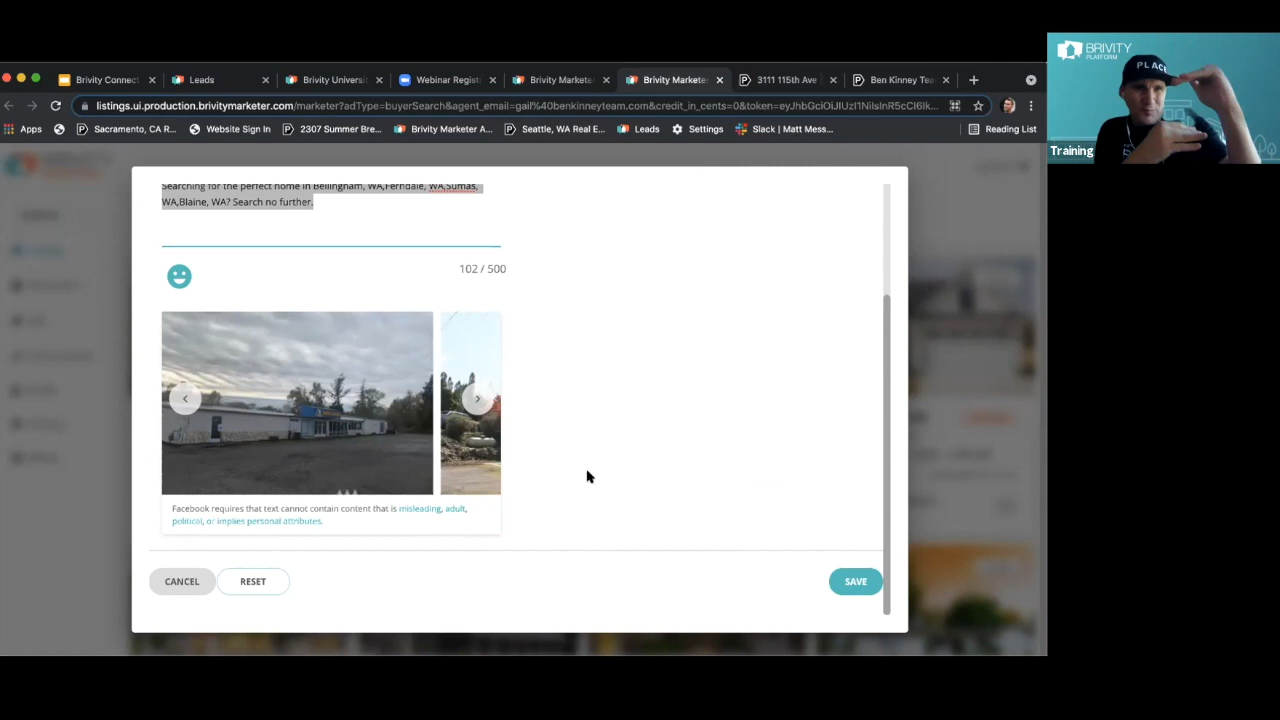 Brivity Connect
Leads
Brivity Universi
Webinar Regist
Brivity Markete
Brivity Markete
3111 115th Ave
Ben Kinney Tea
listings.ui.production.brivitymarketer.com/marketer?adType=buyerSearch&agent_email=gail%40benkinneyteam.com&credit_in_cents=0&token=
Apps
Sacramento, CA R...
Website Sign In
2307 Summer Bre...
Brivity Marketer A...
Seattle, WA Real E...
Leads
Settings
Slack | Matt Mess...
Reading List
BRIVITY
PLATFORM
PLACE
Training
Searching for the perfect home in Bellingham, WA,Ferndale, WA,Sumas,
WA,Blaine, WA? Search no further.
102 / 500
Facebook requires that text cannot contain content that is misleading, adult,
political, or implies personal attributes.
CANCEL
RESET
SAVE